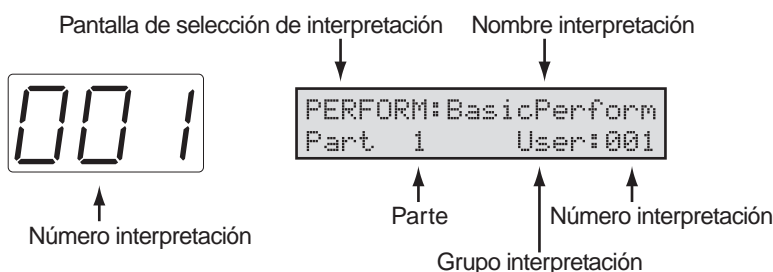 Pantalla de selección de interpretación Nombre interpretación
001
PERFORM:BasicPerform
Part 1 User:001
Número interpretación
Parte
Número interpretación
Grupo interpretación